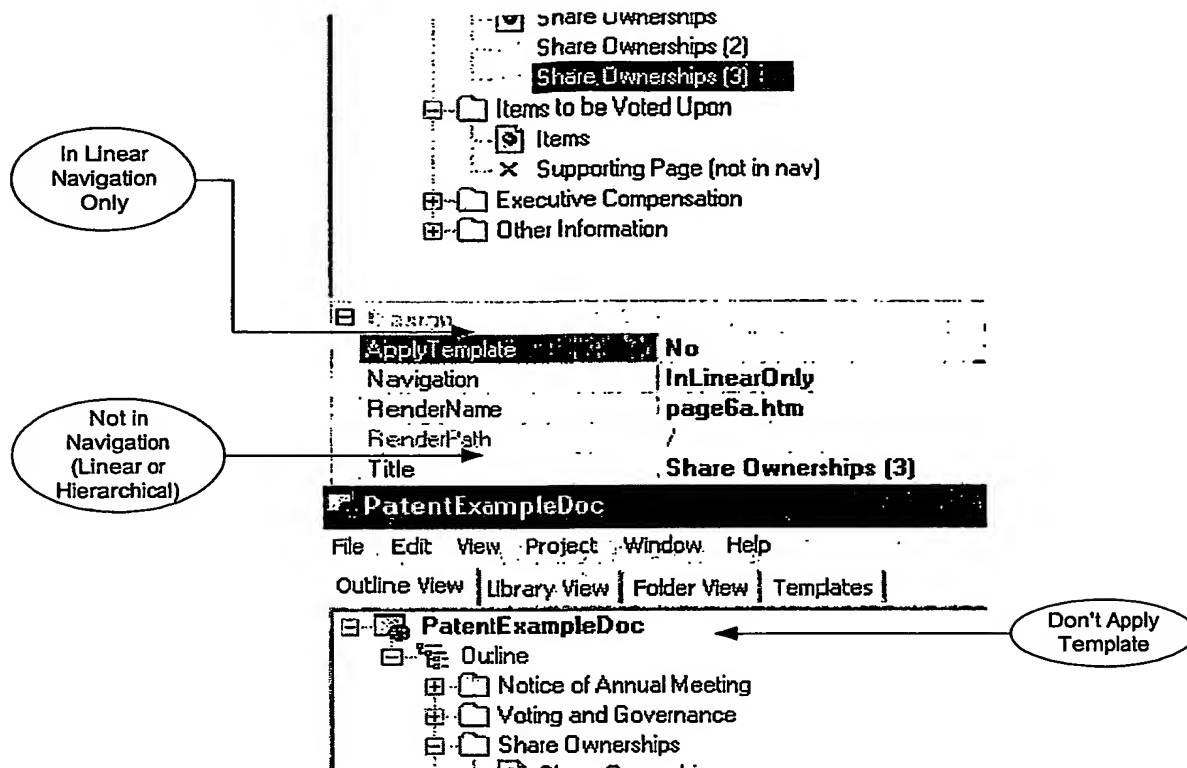 Share Ownerships
Share Ownerships (2)
Share Ownerships (3)
Items to be Voted Upon
Items
Supporting Page (not in nav)
Executive Compensation
Other Information
In Linear
Navigation
Only
ApplyTemplate No
Navigation InLinearOnly
RenderName page6a.htm
RenderPath /
Title Share Ownerships (3)
Not in
Navigation
(Linear or
Hierarchical)
PatentExampleDoc
File Edit View Project Window Help
Outline View Library View Folder View Templates
PatentExampleDoc
Don't Apply
Template
Outline
Notice of Annual Meeting
Voting and Governance
Share Ownerships